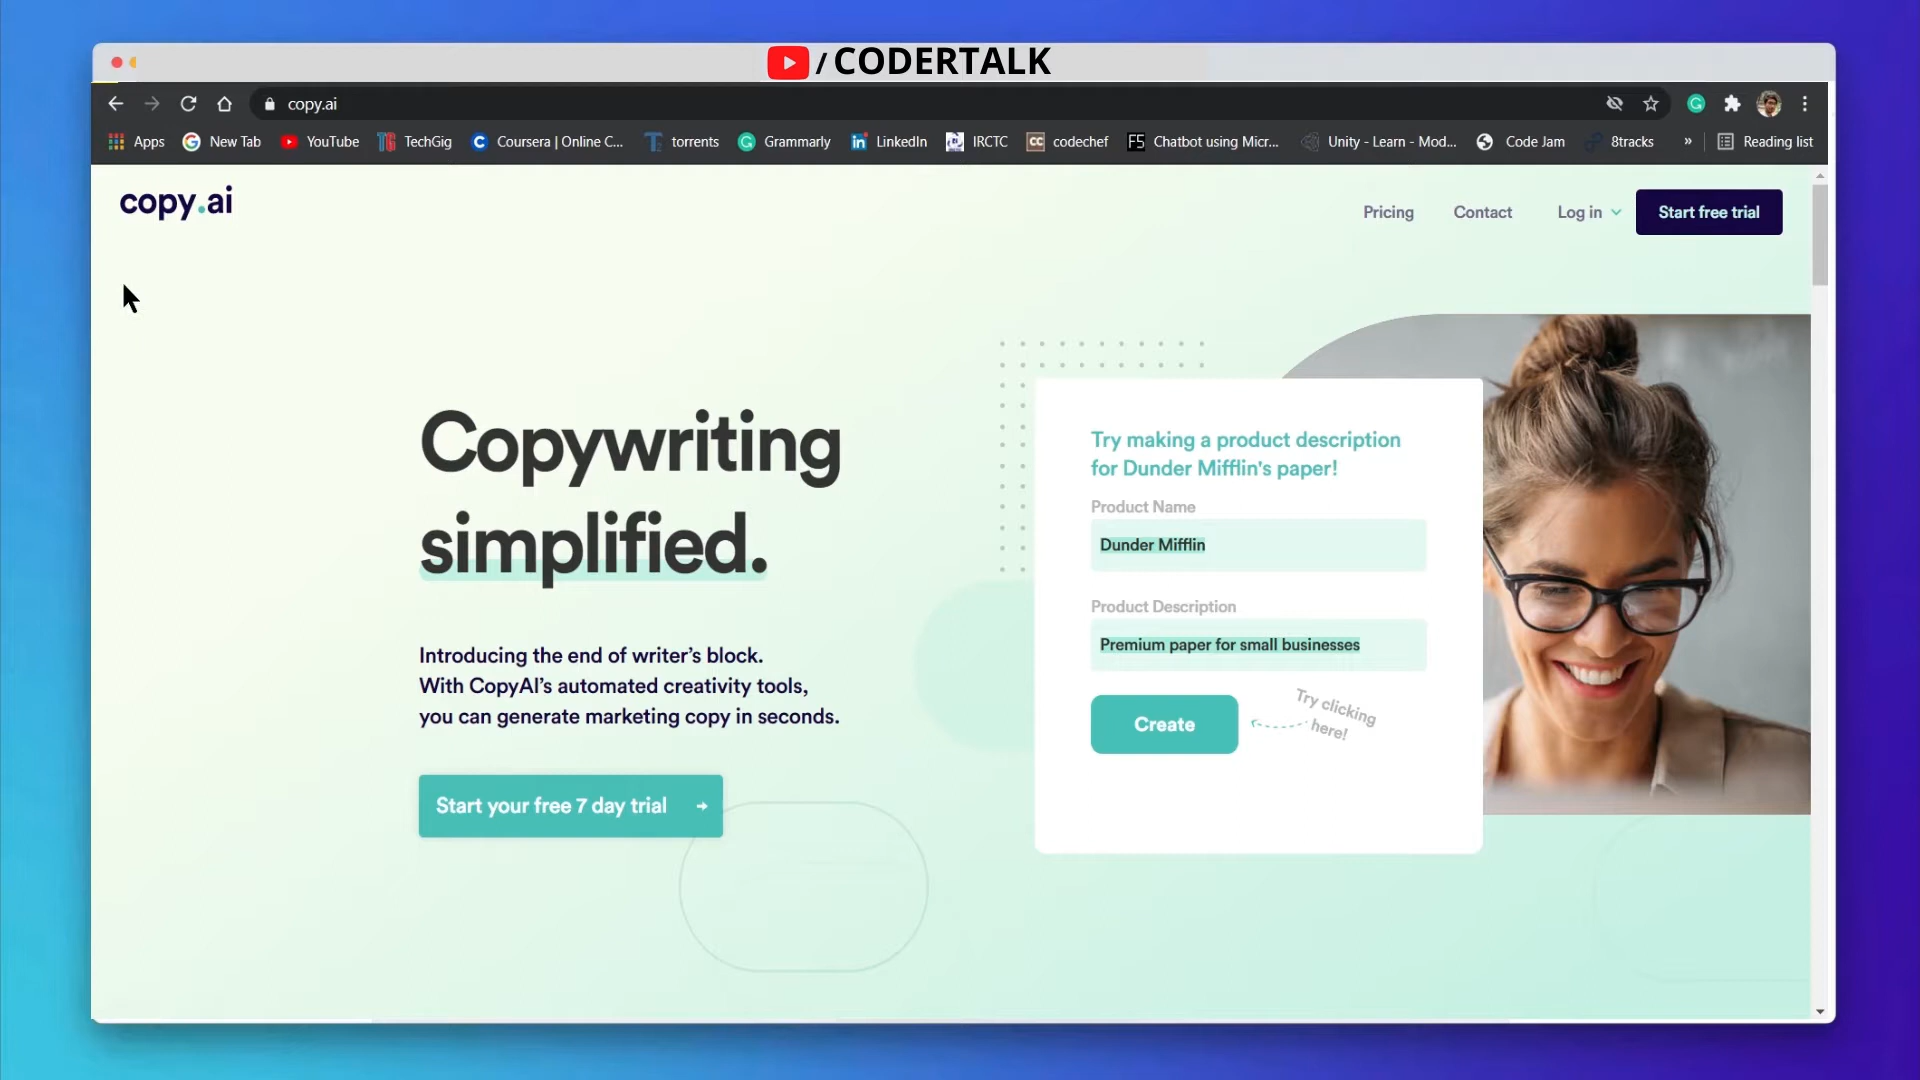 /CODERTALK
copy.ai
Apps New Tab YouTube TechGig Coursera | Online C... torrents Grammarly LinkedIn IRCTC codechef Chatbot using Micr... Unity - Learn - Mod... Code Jam 8tracks » Reading list
copy.ai
Pricing Contact Log in Start free trial
Copywriting
simplified.
Introducing the end of writer’s block.
With CopyAI’s automated creativity tools,
you can generate marketing copy in seconds.
Start your free 7 day trial →
Try making a product description
for Dunder Mifflin's paper!
Product Name
Dunder Mifflin
Product Description
Premium paper for small businesses
Create
Try clicking
here!